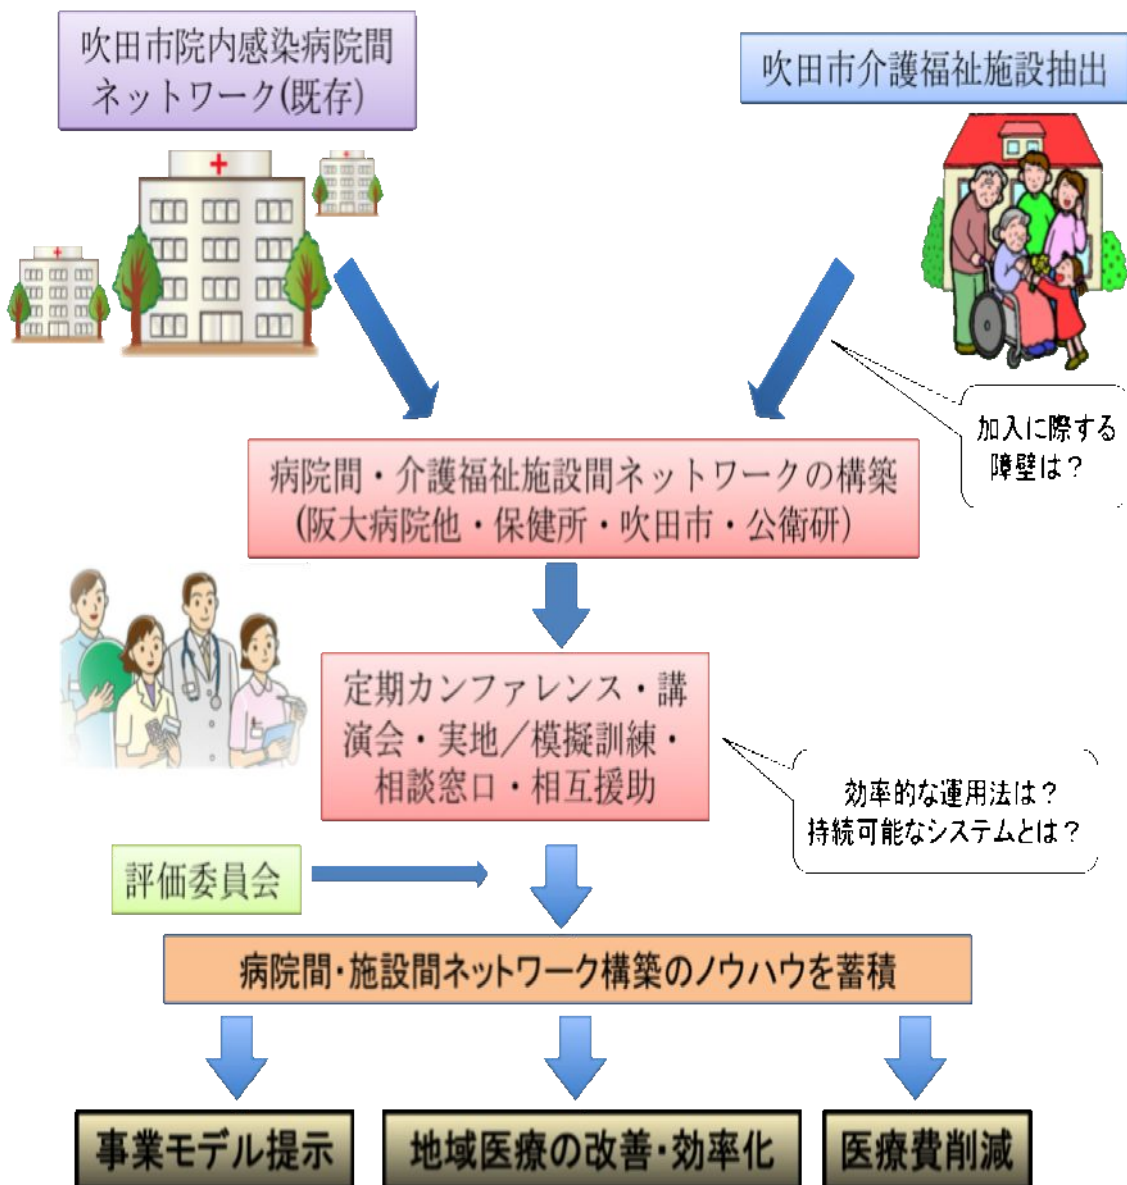 吹田市院内感染病院間
ネットワーク(既存)
吹田市介護福祉施設抽出
加入に際する
障壁は？
病院間・介護福祉施設間ネットワークの構築
(阪大病院他・保健所・吹田市・公衛研)
定期カンファレンス・講
演会・実地／模擬訓練・
相談窓口・相互援助
効率的な運用法は？
持続可能なシステムとは？
評価委員会
病院間･施設間ネットワーク構築のノウハウを蓄積
事業モデル提示
地域医療の改善･効率化
医療費削減